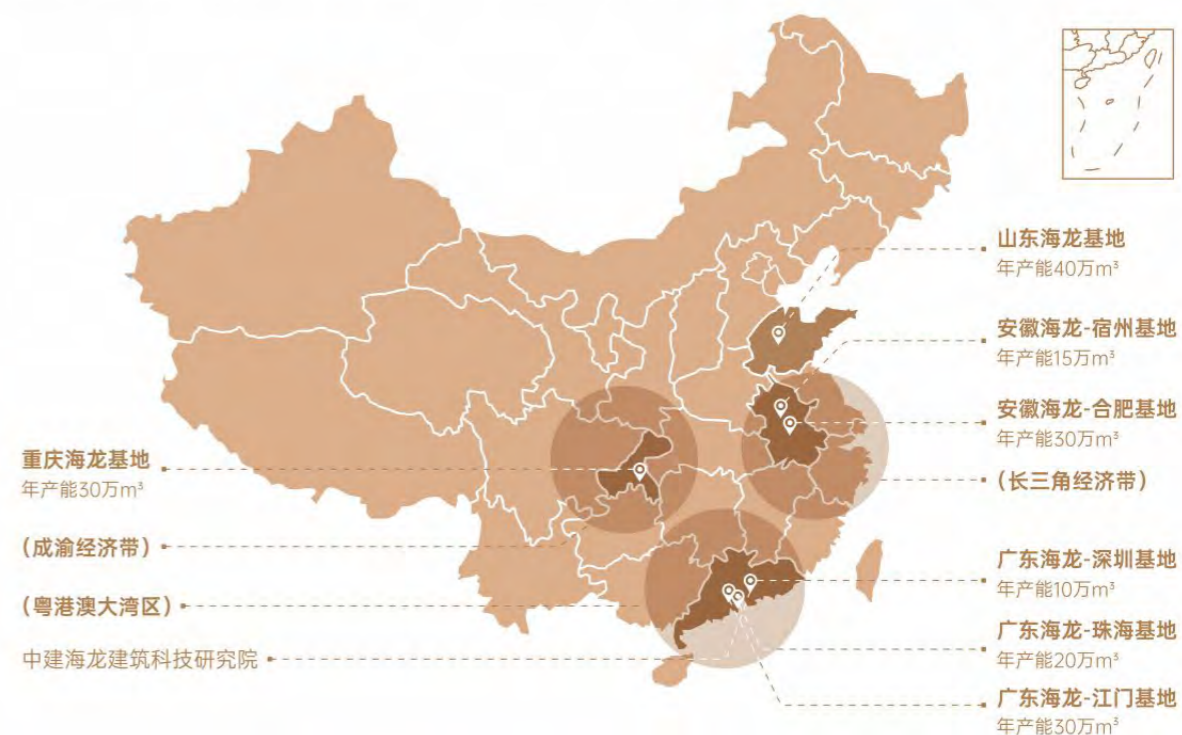 山东海龙基地
年产能40万m³
安徽海龙-宿州基地
年产能15万m³
安徽海龙-合肥基地
年产能30万m³
(长三角经济带)
重庆海龙基地
年产能30万m³
(成渝经济带)
(粤港澳大湾区)
中建海龙建筑科技研究院
广东海龙-深圳基地
年产能10万m³
广东海龙-珠海基地
年产能20万m³
广东海龙-江门基地
年产能30万m³